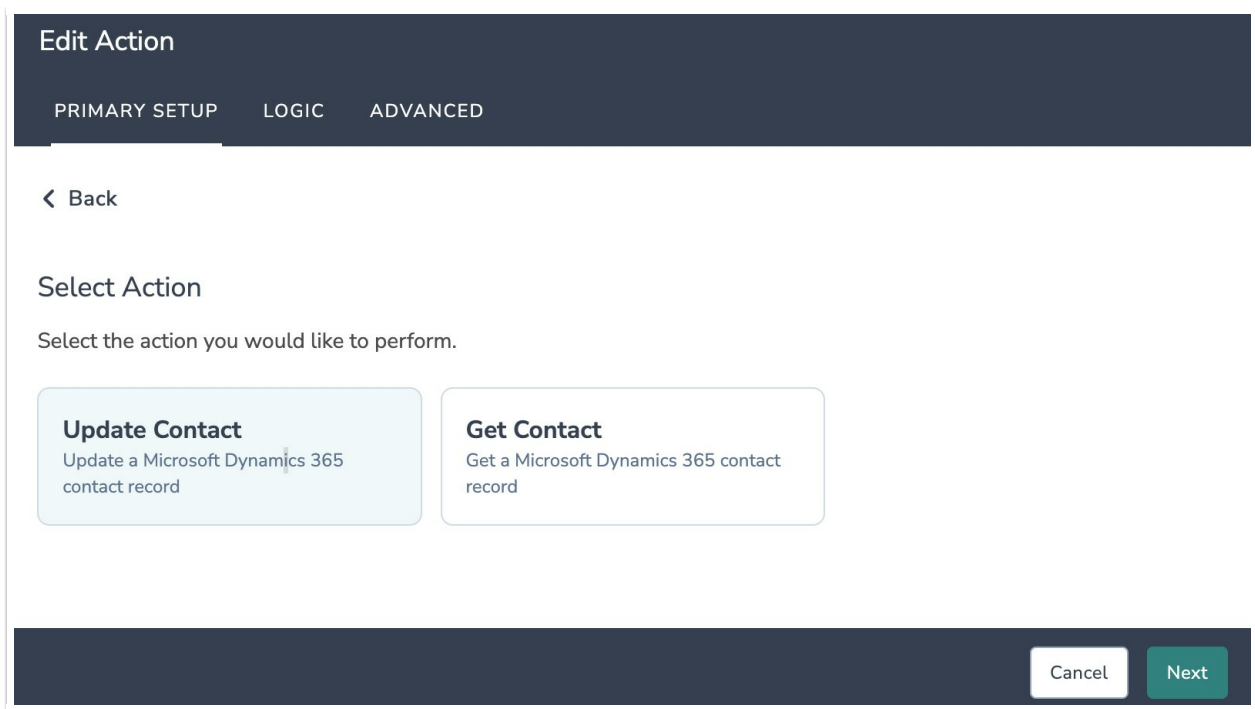 Edit Action
PRIMARY SETUP LOGIC ADVANCED
Back
Select Action
Select the action you would like to perform.
Update Contact
Update a Microsoft Dynamics 365
contact record
Get Contact
Get a Microsoft Dynamics 365 contact
record
Cancel Next